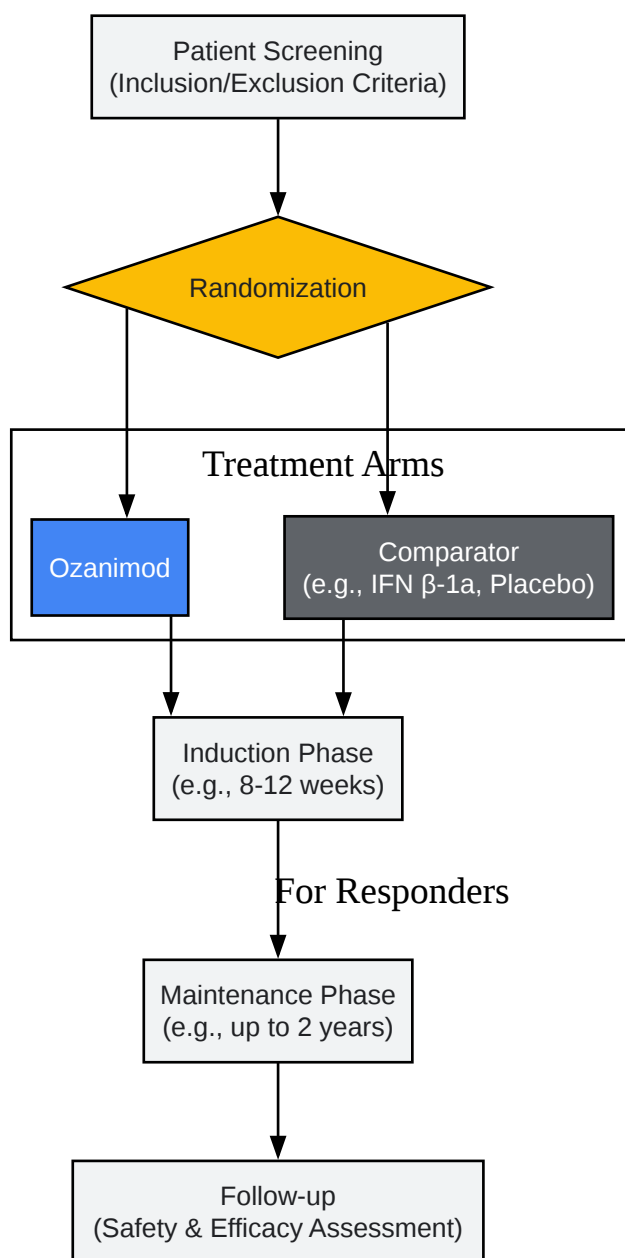 Patient Screening
(Inclusion/Exclusion Criteria)
Randomization
Treatment Arms
Ozanimod
Comparator
(e.g., IFN β-1a, Placebo)
Induction Phase
(e.g., 8-12 weeks)
For Responders
Maintenance Phase
(e.g., up to 2 years)
Follow-up
(Safety & Efficacy Assessment)